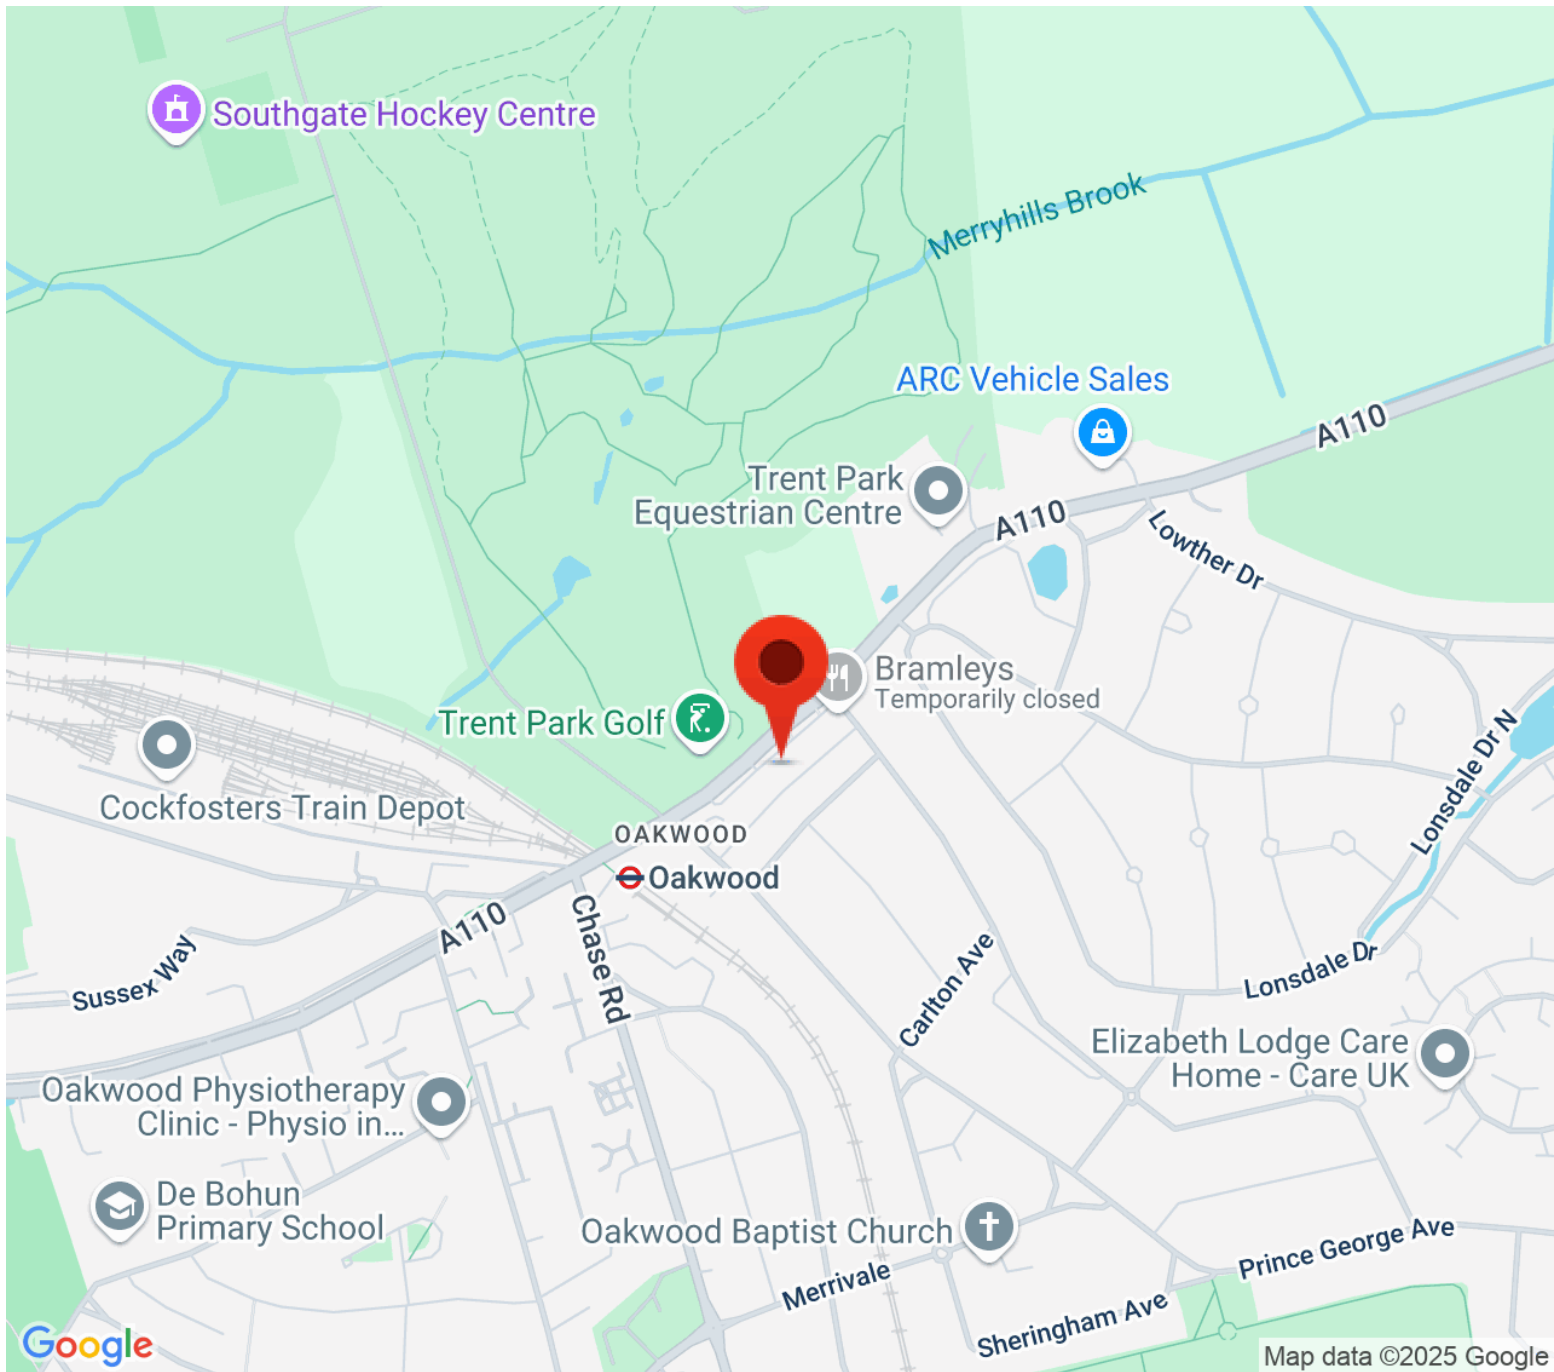 Southgate Hockey Centre
Merryhills Brook
ARC Vehicle Sales
A110
Trent Park
Equestrian Centre
A110
Lowther Dr
Bramleys
Temporarily closed
Trent Park Golf
Lonsdale Dr N
Cockfosters Train Depot
OAKWOOD
Oakwood
A110
Chase Rd
Sussex Way
Carlton Ave
Lonsdale Dr
Elizabeth Lodge Care
Home - Care UK
Oakwood Physiotherapy
Clinic - Physio in...
De Bohun
Primary School
Oakwood Baptist Church
Prince George Ave
Merrivale
Sheringham Ave
Google
Map data ©2025 Google